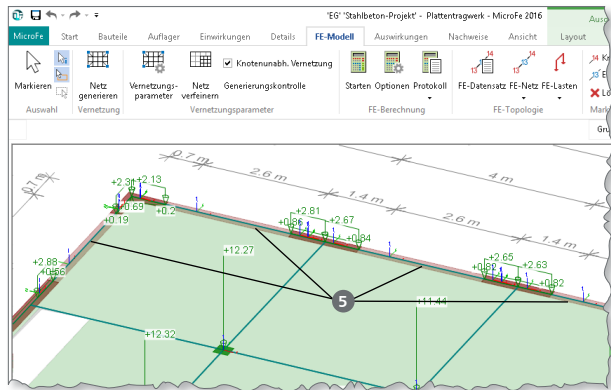 'EG' 'Stahlbeton-Projekt' - Plattentragwerk - MicroFe 2016
MicroFe Start Bauteile Auflager Einwirkungen Details FE-Modell Auswirkungen Nachweise Ansicht Layout
Markieren
Netz generieren
Vernetzungs-parameter
Netz verfeinern
Knotenunabh. Vernetzung
Generierungskontrolle
Starten Optionen Protokoll
FE-Datensatz FE-Netz FE-Lasten
Auswahl Vernetzung Vernetzungsparameter FE-Berechnung FE-Topologie
0.7 m
2.6 m
1.4 m
2.6 m
1.4 m
4 m
+2.13
+0.69
+0.2
+0.19
+2.81
+2.67
+0.84
+2.65
+2.63
+0.82
+2.88
+12.27
+11.44
+12.32
5